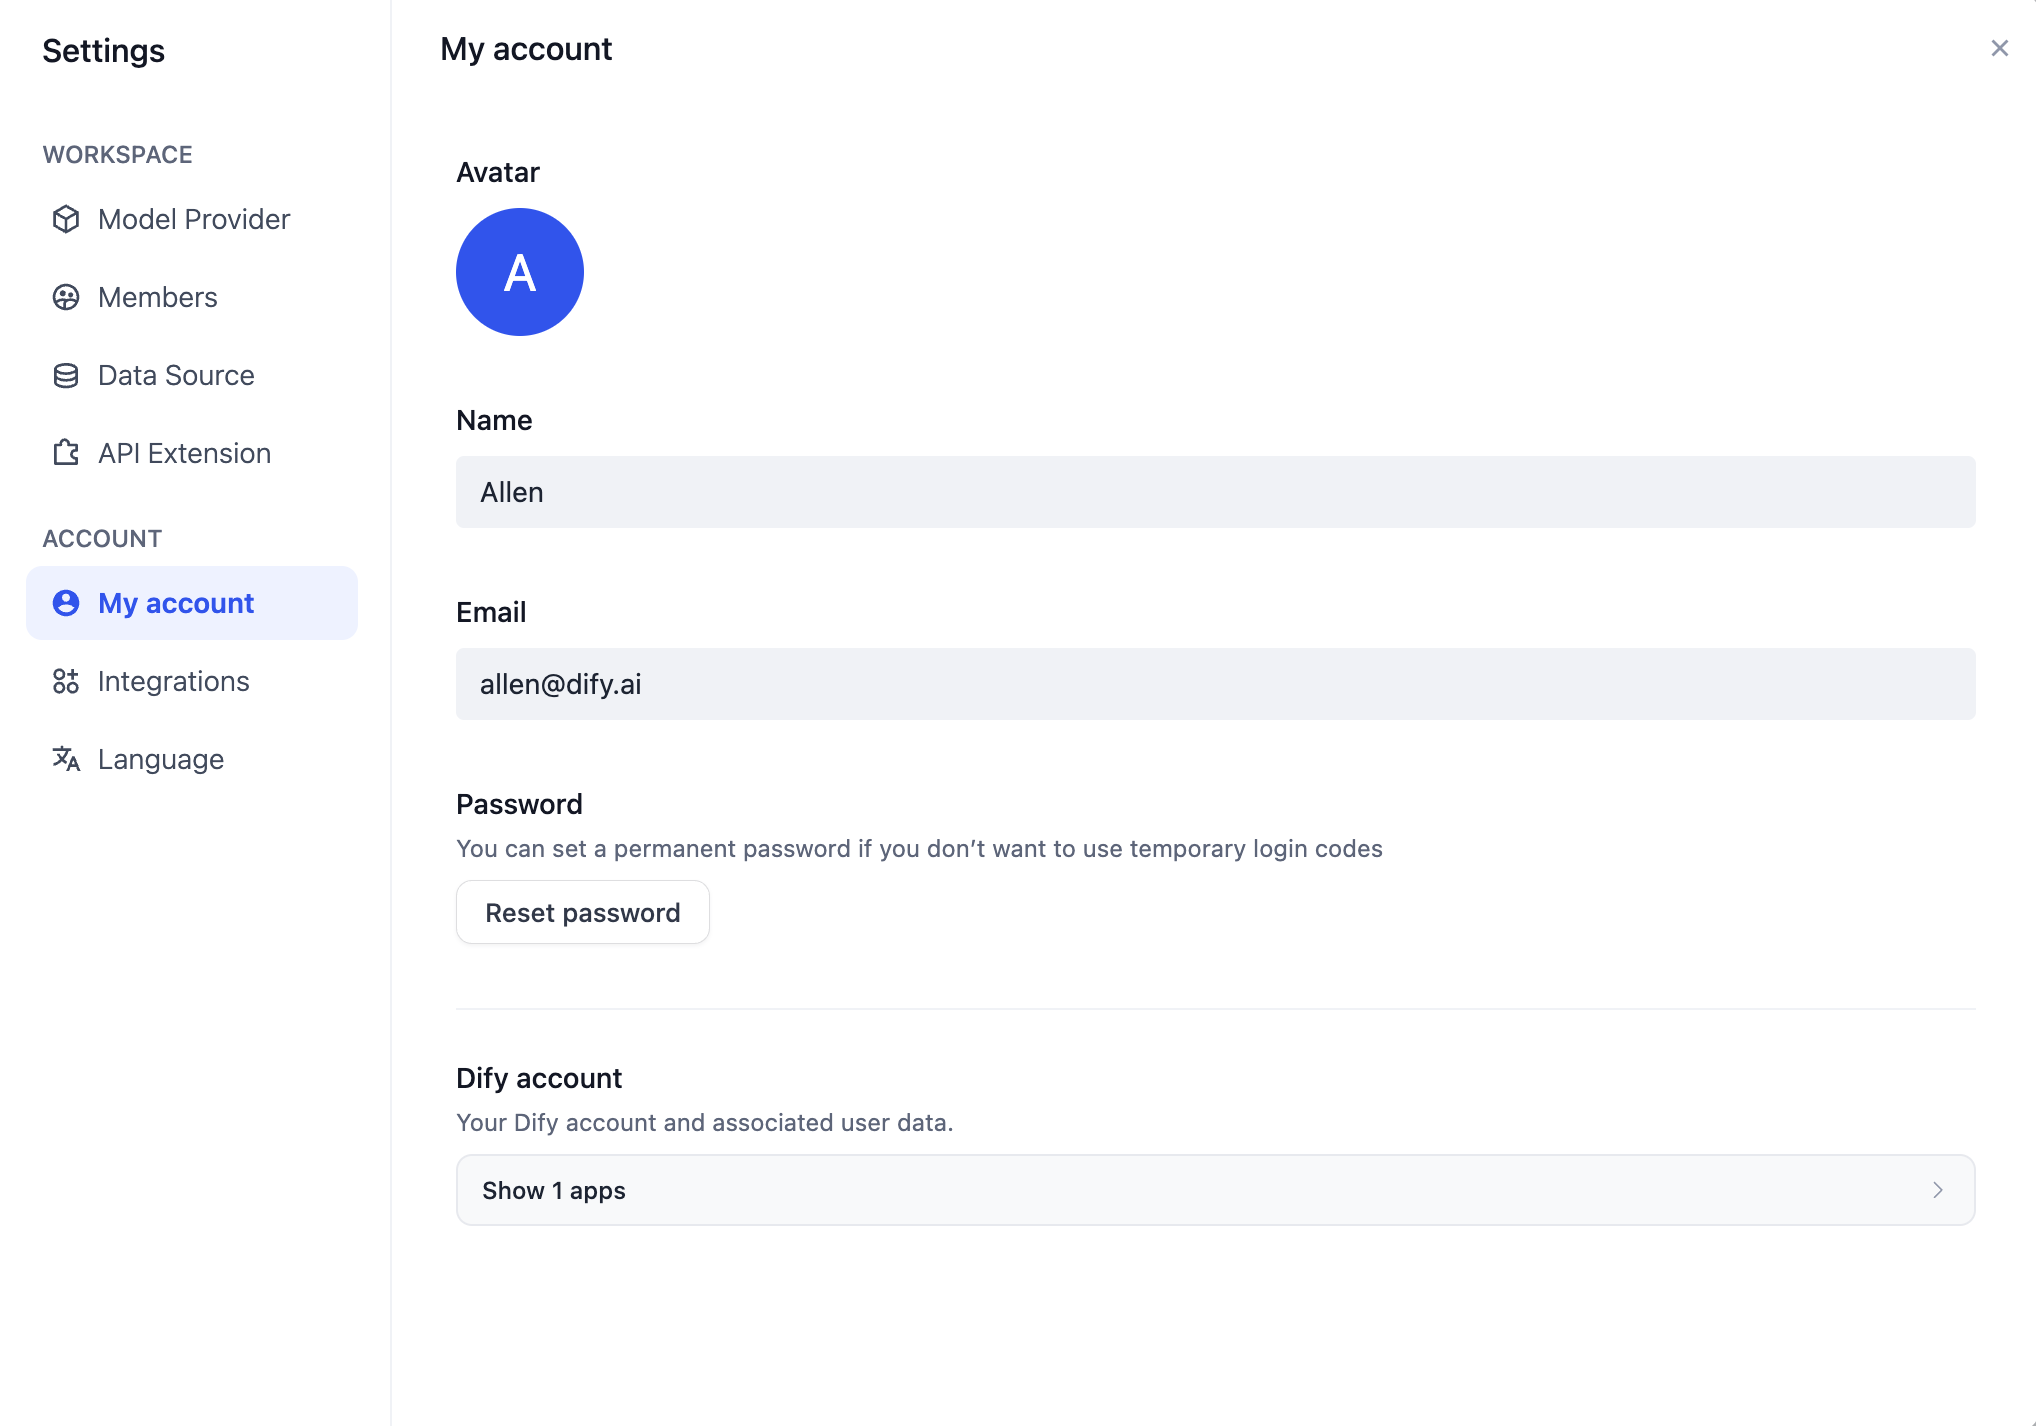 Settings
WORKSPACE
Model Provider
Members
Data Source
API Extension
ACCOUNT
My account
Integrations
Language
My account
Avatar
A
Name
Allen
Email
allen@dify.ai
Password
You can set a permanent password if you don’t want to use temporary login codes
Reset password
Dify account
Your Dify account and associated user data.
Show 1 apps